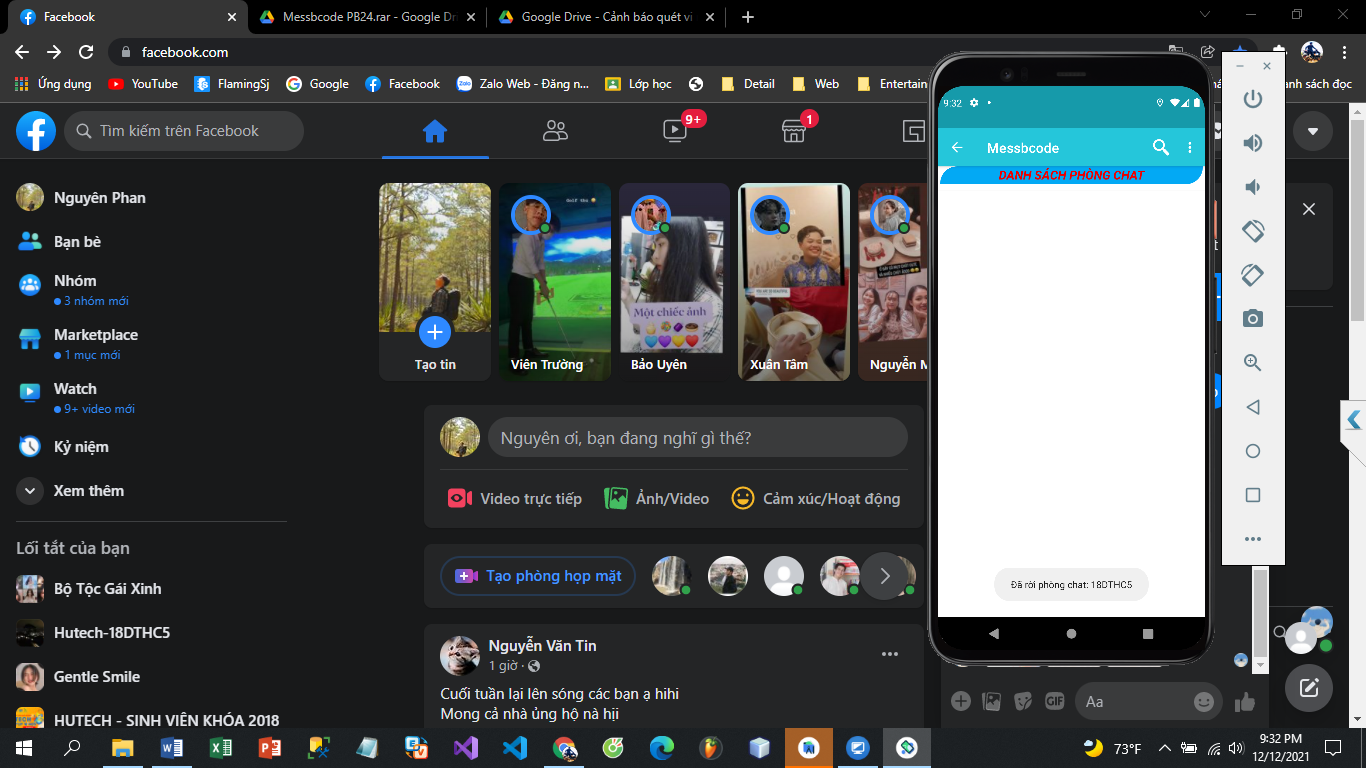 Facebook
Messbcode PB24.rar - Google Dri
Google Drive - Cảnh báo quét vi
facebook.com
Ứng dụng
YouTube
FlamingSj
Google
Facebook
Zalo Web - Đăng n...
Lớp học
Detail
Web
Entertain
anh sách đọc
Tìm kiếm trên Facebook
9+
1
Nguyên Phan
Bạn bè
Nhóm
3 nhóm mới
Marketplace
1 mục mới
Watch
9+ video mới
Kỷ niệm
Xem thêm
Lối tắt của bạn
Bộ Tộc Gái Xinh
Hutech-18DTHC5
Gentle Smile
HUTECH - SINH VIÊN KHÓA 2018
Tạo tin
Viên Trường
Một chiếc ảnh
Bảo Uyên
Xuân Tâm
Nguyễn M
Nguyên ơi, bạn đang nghĩ gì thế?
Video trực tiếp
Ảnh/Video
Cảm xúc/Hoạt động
Tạo phòng họp mặt
Nguyễn Văn Tin
1 giờ ·
Cuối tuần lại lên sóng các bạn ạ hihi
Mong cả nhà ủng hộ nà hịi
9:32
Messbcode
DANH SÁCH PHÒNG CHAT
Đã rời phòng chat: 18DTHC5
GIF
Aa
73°F
9:32 PM
12/12/2021